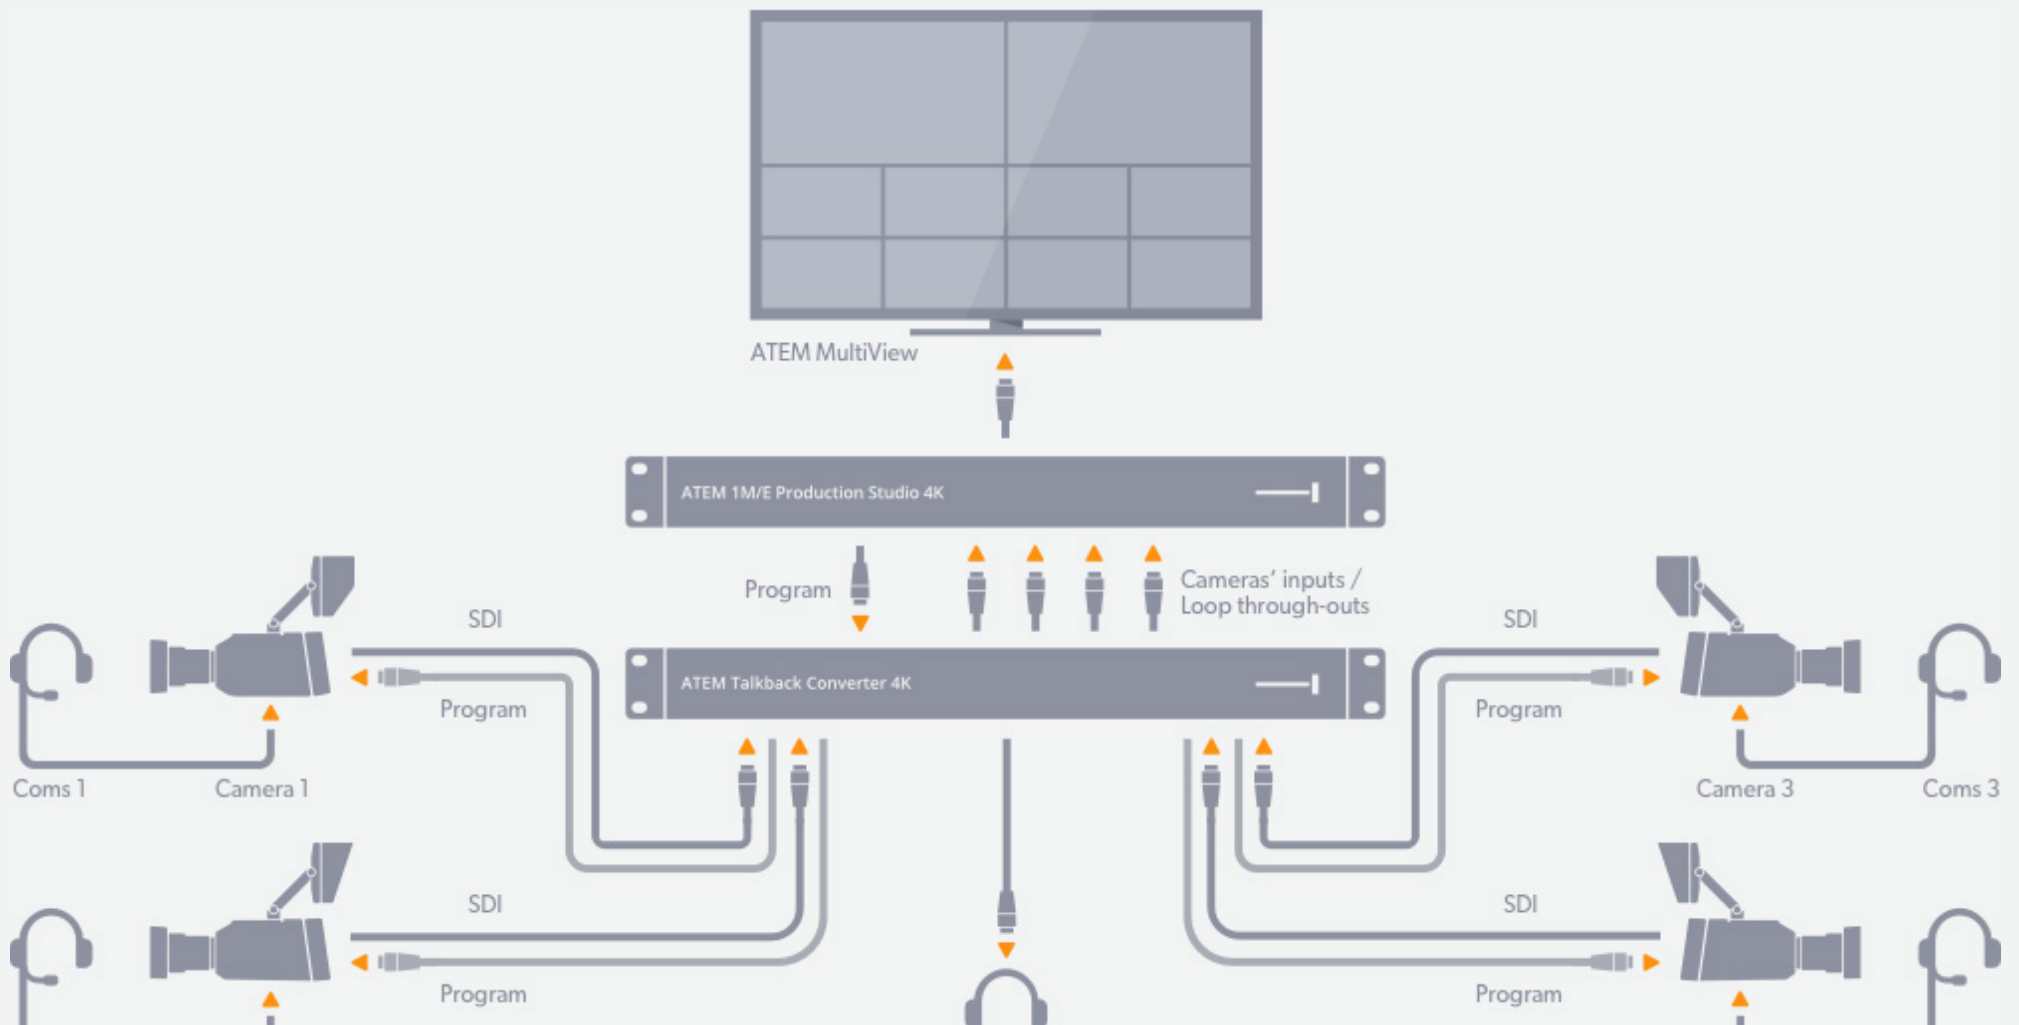 ATEM MultiView
ATEM 1M/E Production Studio 4K
Program
Cameras' inputs /
Loop through-outs
SDI
SDI
ATEM Talkback Converter 4K
Program
Program
Coms 1
Camera 1
Camera 3
Coms 3
SDI
SDI
Program
Program